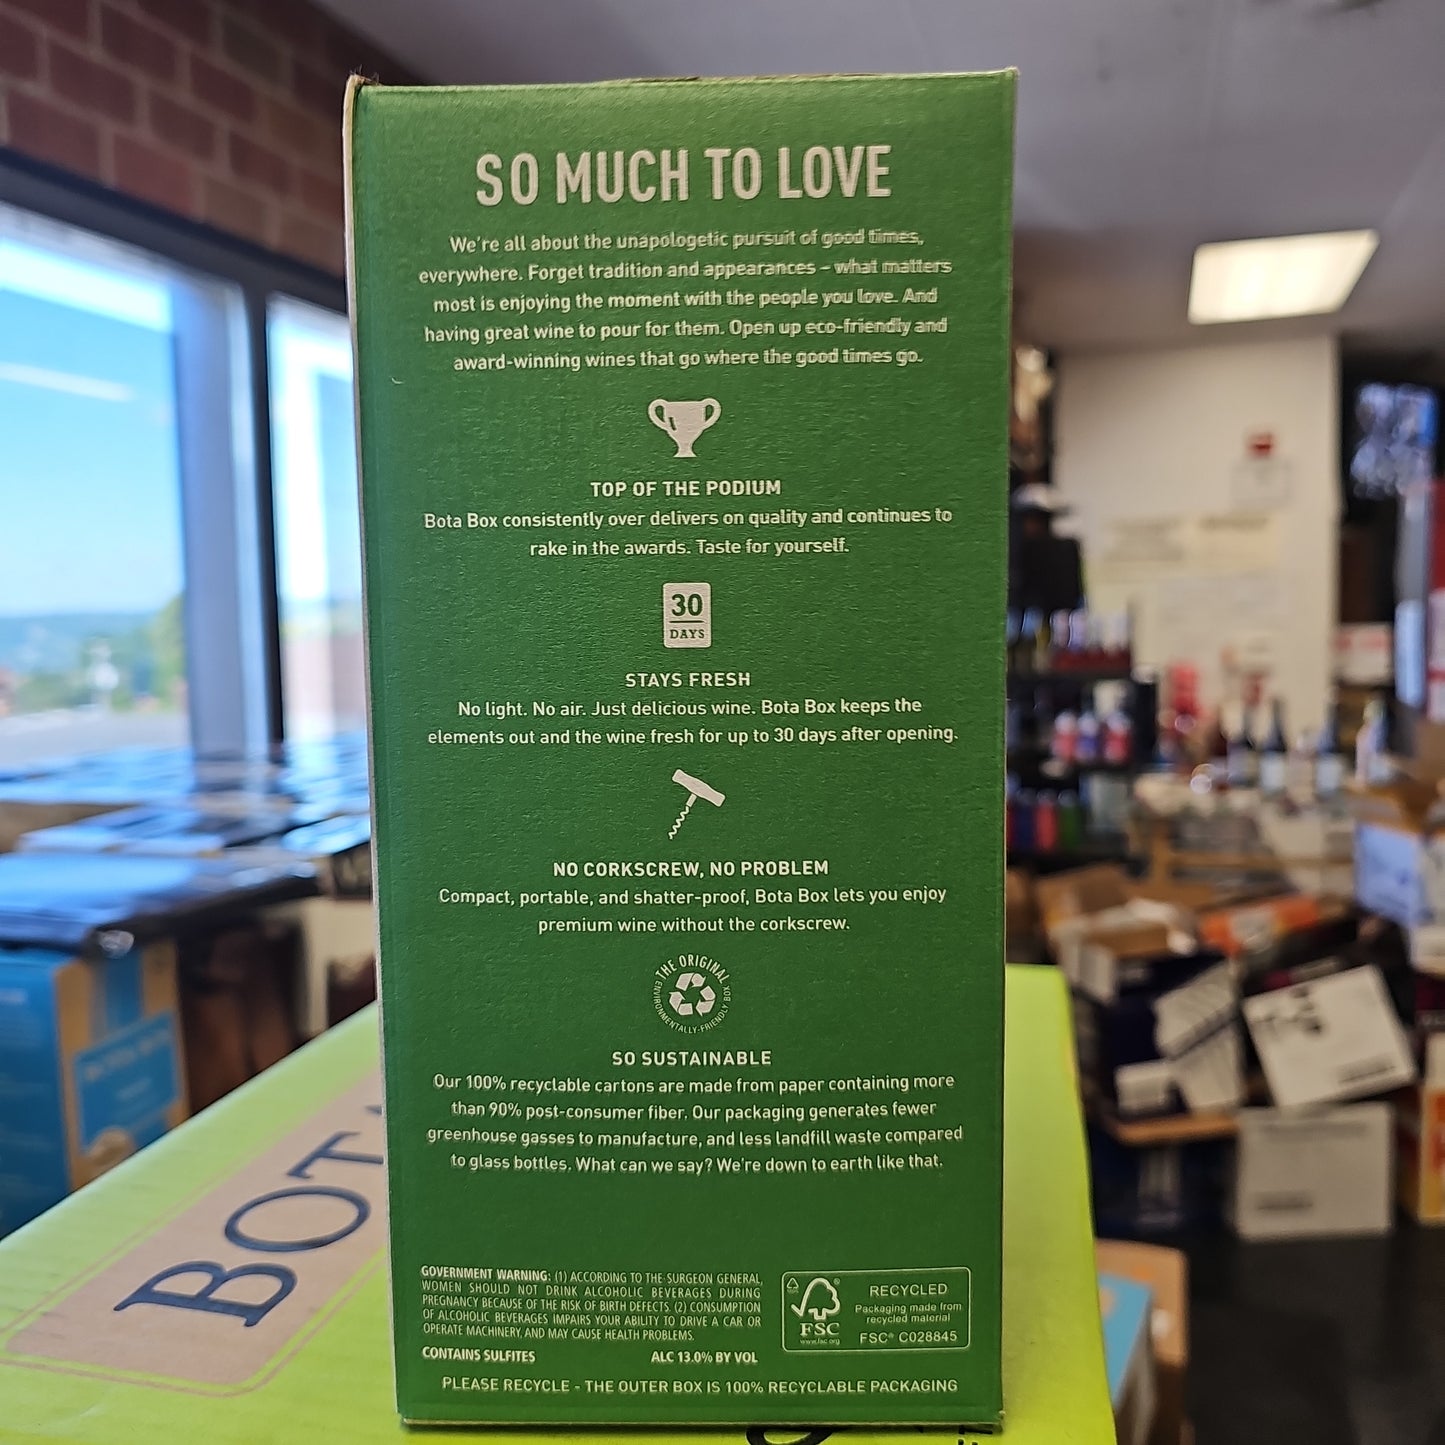 SO MUCH TO LOVE
We're all about the unapologetic pursuit of good times,
everywhere. Forget tradition and appearances – what matters
most is enjoying the moment with the people you love. And
having great wine to pour for them. Open up eco-friendly and
award-winning wines that go where the good times go.
TOP OF THE PODIUM
Bota Box consistently over delivers on quality and continues to
rake in the awards. Taste for yourself.
30
DAYS
STAYS FRESH
No light. No air. Just delicious wine. Bota Box keeps the
elements out and the wine fresh for up to 30 days after opening.
NO CORKSCREW, NO PROBLEM
Compact, portable, and shatter-proof, Bota Box lets you enjoy
premium wine without the corkscrew.
THE ORIGINAL
ENVIRONMENTALLY-FRIENDLY BOX
SO SUSTAINABLE
Our 100% recyclable cartons are made from paper containing more
than 90% post-consumer fiber. Our packaging generates fewer
greenhouse gasses to manufacture, and less landfill waste compared
to glass bottles. What can we say? We're down to earth like that.
GOVERNMENT WARNING: (1) ACCORDING TO THE SURGEON GENERAL,
WOMEN SHOULD NOT DRINK ALCOHOLIC BEVERAGES DURING
PREGNANCY BECAUSE OF THE RISK OF BIRTH DEFECTS. (2) CONSUMPTION
OF ALCOHOLIC BEVERAGES IMPAIRS YOUR ABILITY TO DRIVE A CAR OR
OPERATE MACHINERY, AND MAY CAUSE HEALTH PROBLEMS.
CONTAINS SULFITES ALC 13.0% BY VOL
FSC
www.fsc.org
RECYCLED
Packaging made from
recycled material
FSC® C028845
PLEASE RECYCLE - THE OUTER BOX IS 100% RECYCLABLE PACKAGING
BOTA